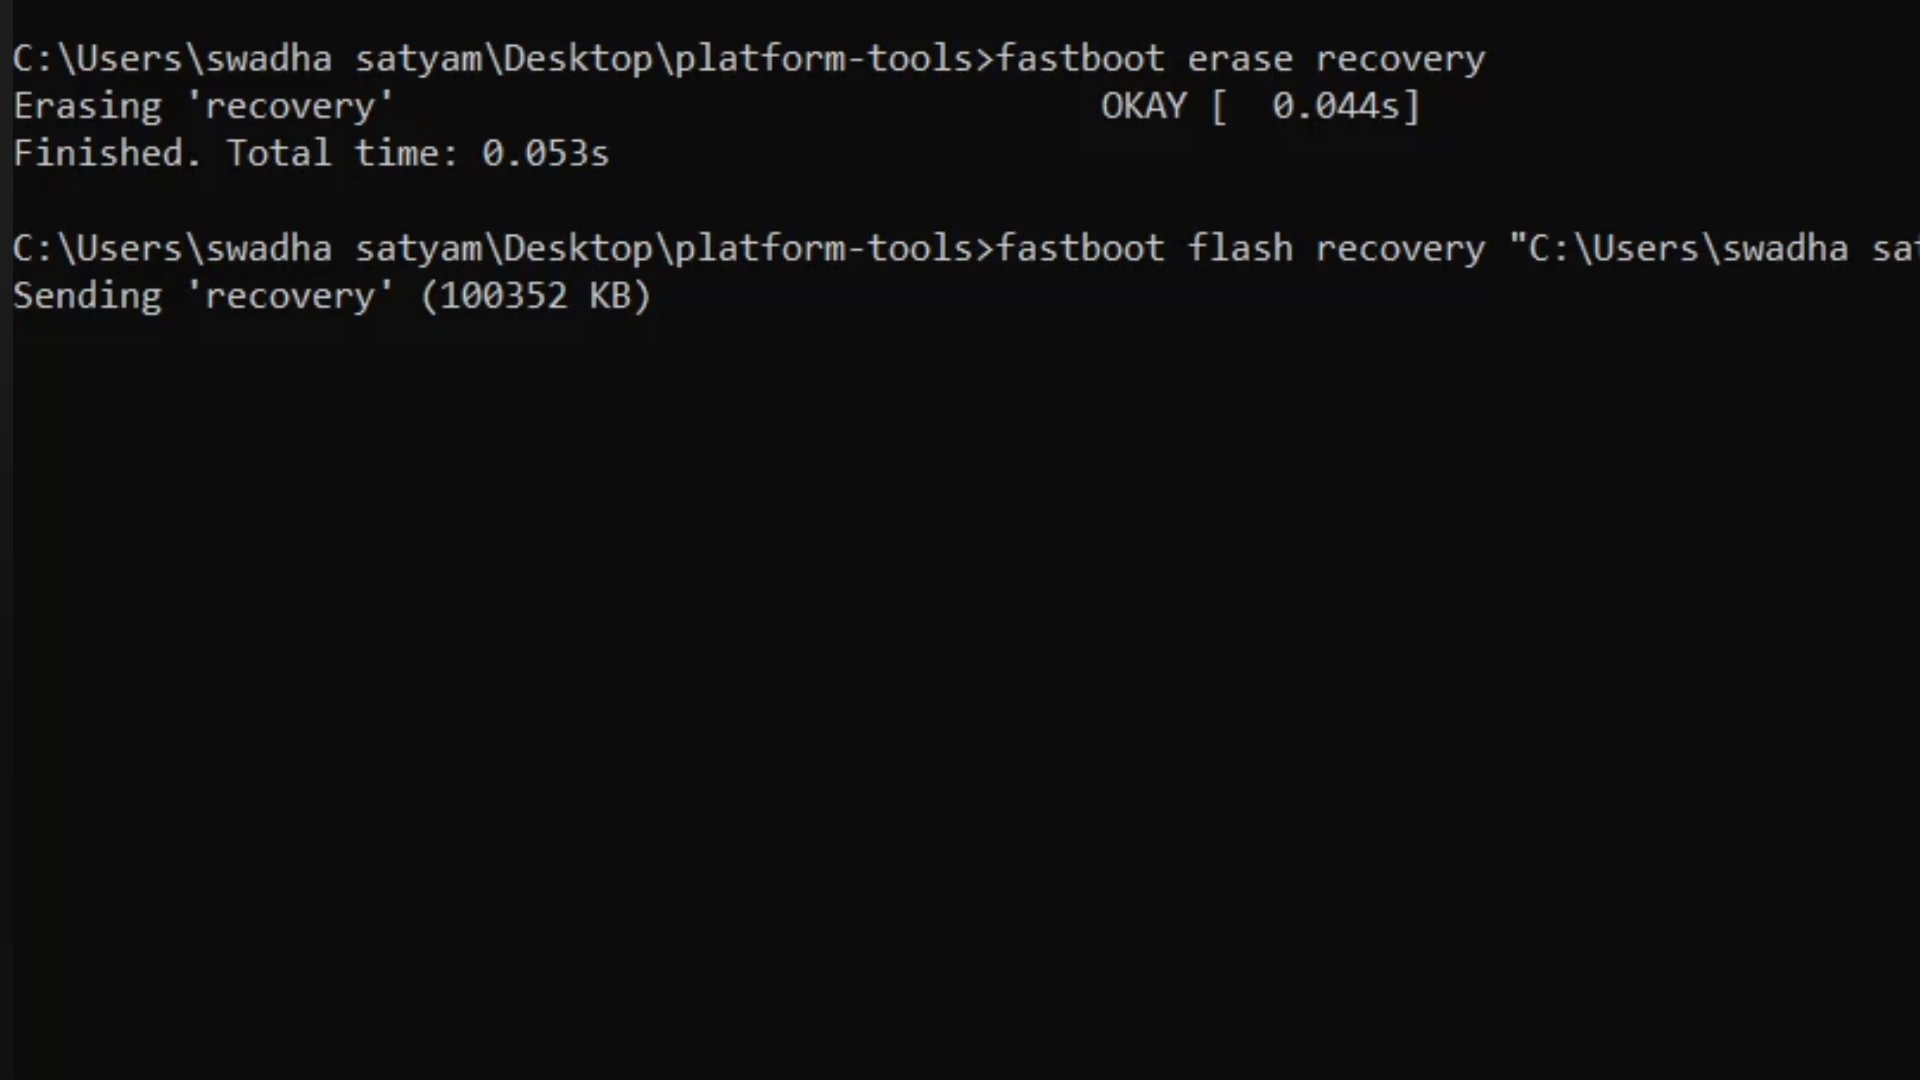 C:\Users\swadha satyam\Desktop\platform-tools>fastboot erase recovery
Erasing 'recovery' OKAY [  0.044s]
Finished. Total time: 0.053s
C:\Users\swadha satyam\Desktop\platform-tools>fastboot flash recovery "C:\Users\swadha sat
Sending 'recovery' (100352 KB)